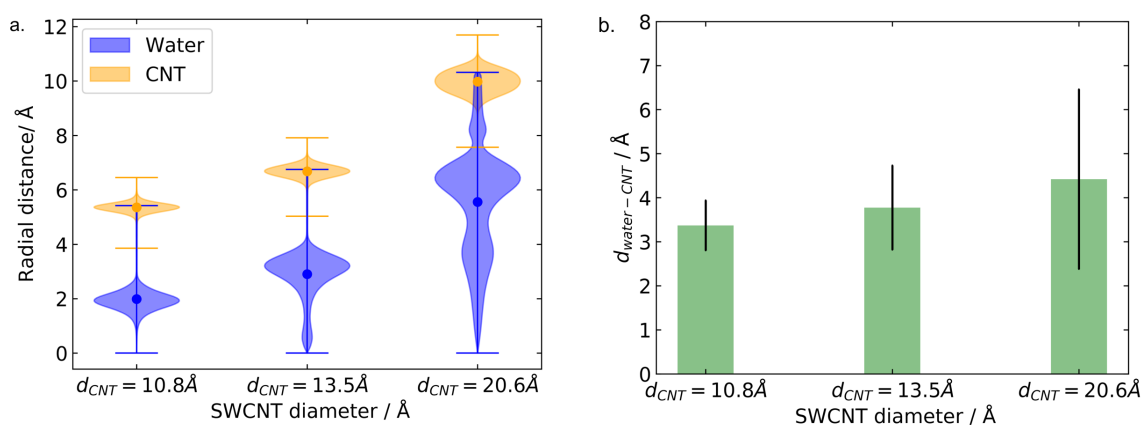 a.
Water
CNT
Radial distance/ Å
12
10
8
6
4
2
0
d_CNT = 10.8Å
d_CNT = 13.5Å
d_CNT = 20.6Å
SWCNT diameter / Å
b.
d_water−CNT / Å
8
7
6
5
4
3
2
1
0
d_CNT = 10.8Å
d_CNT = 13.5Å
d_CNT = 20.6Å
SWCNT diameter / Å